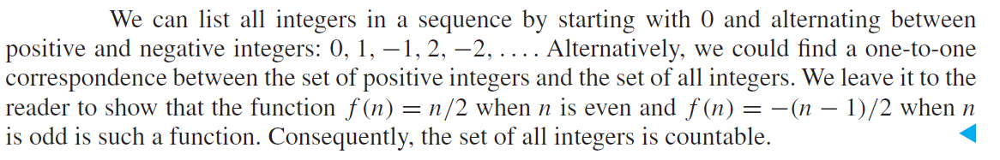 We can list all integers in a sequence by starting with 0 and alternating between
positive and negative integers: 0, 1, −1, 2, −2, . . . . Alternatively, we could find a one-to-one
correspondence between the set of positive integers and the set of all integers. We leave it to the
reader to show that the function f (n) = n/2 when n is even and f (n) = −(n − 1)/2 when n
is odd is such a function. Consequently, the set of all integers is countable.